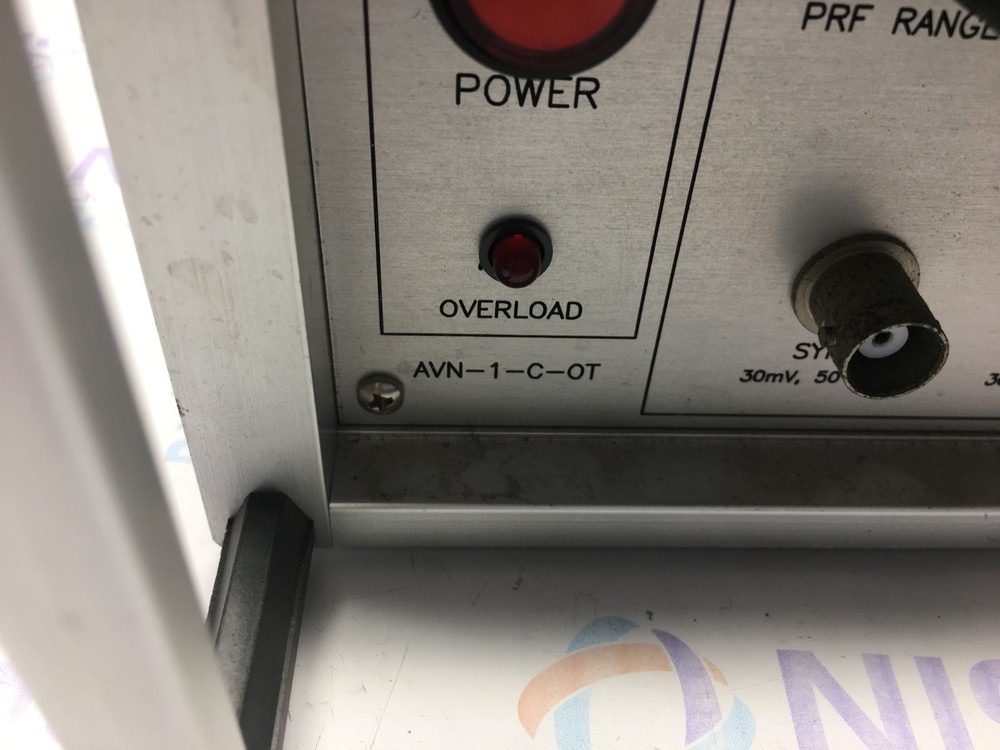 PRF RANGE
POWER
OVERLOAD
AVN-1-C-OT
30mV, 50